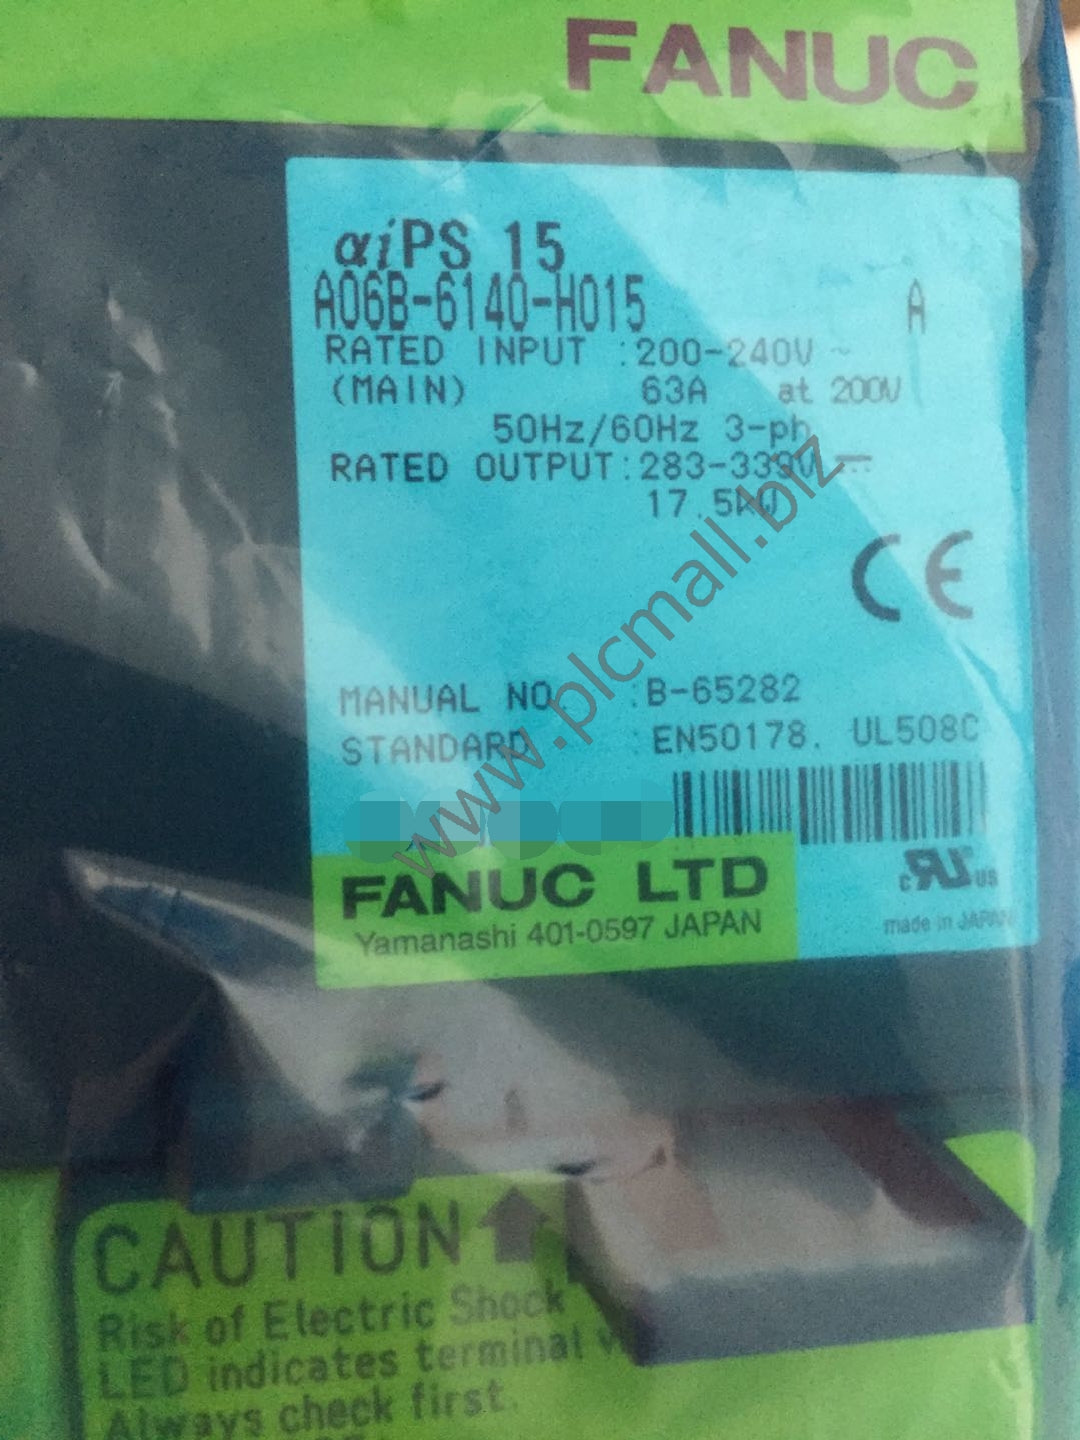 FANUC
αiPS 15
A06B-6140-H015 A
RATED INPUT :200-240V ~
(MAIN) 63A at 200V
50Hz/60Hz 3-ph
RATED OUTPUT:283-339V
17.5kW
CE
MANUAL NO. :B-65282
STANDARD :EN50178. UL508C
www.plcmall.biz
FANUC LTD
Yamanashi 401-0597 JAPAN
c US
made in JAPAN
CAUTION
Risk of Electric Shock
LED indicates terminal
Always check first.